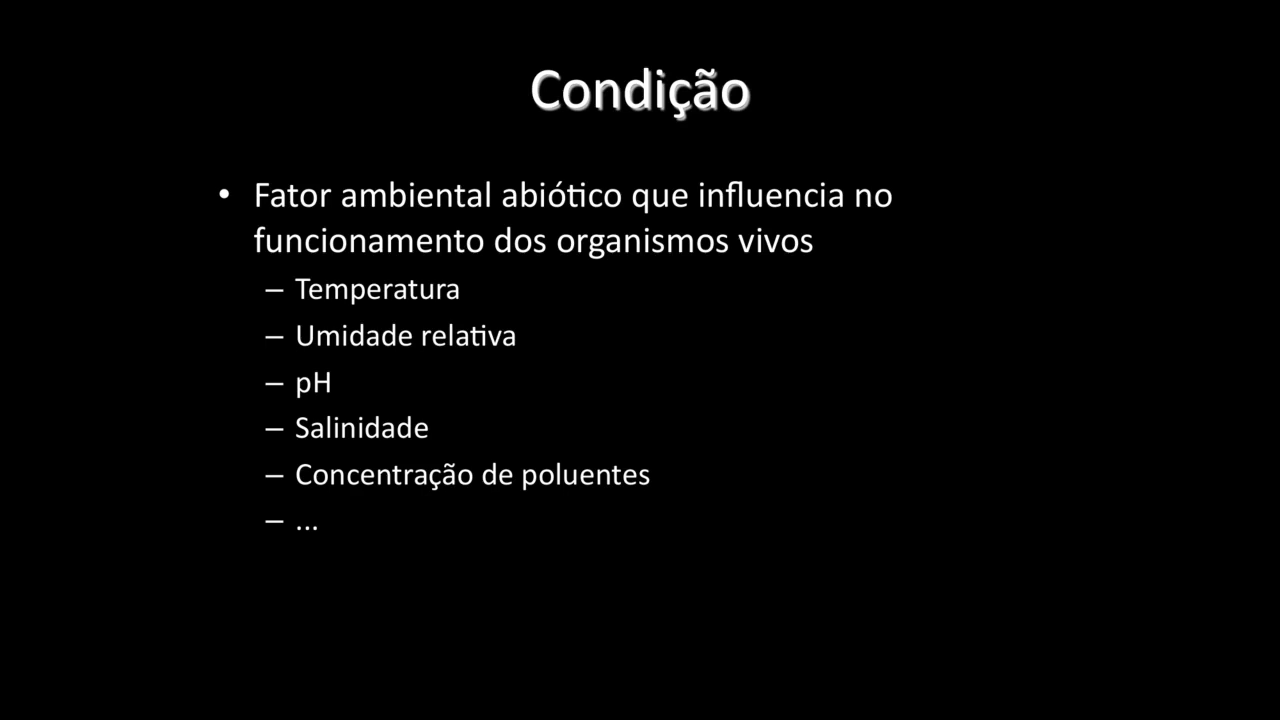 Condição
• Fator ambiental abiótico que influencia no
funcionamento dos organismos vivos
– Temperatura
– Umidade relativa
– pH
– Salinidade
– Concentração de poluentes
– ...